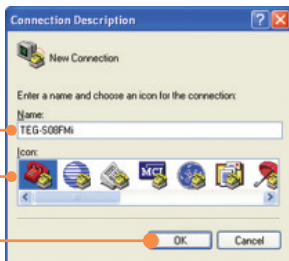 Connection Description
New Connection
Enter a name and choose an icon for the connection:
Name:
TEG-S08FMi
Icon:
MCI
OK Cancel